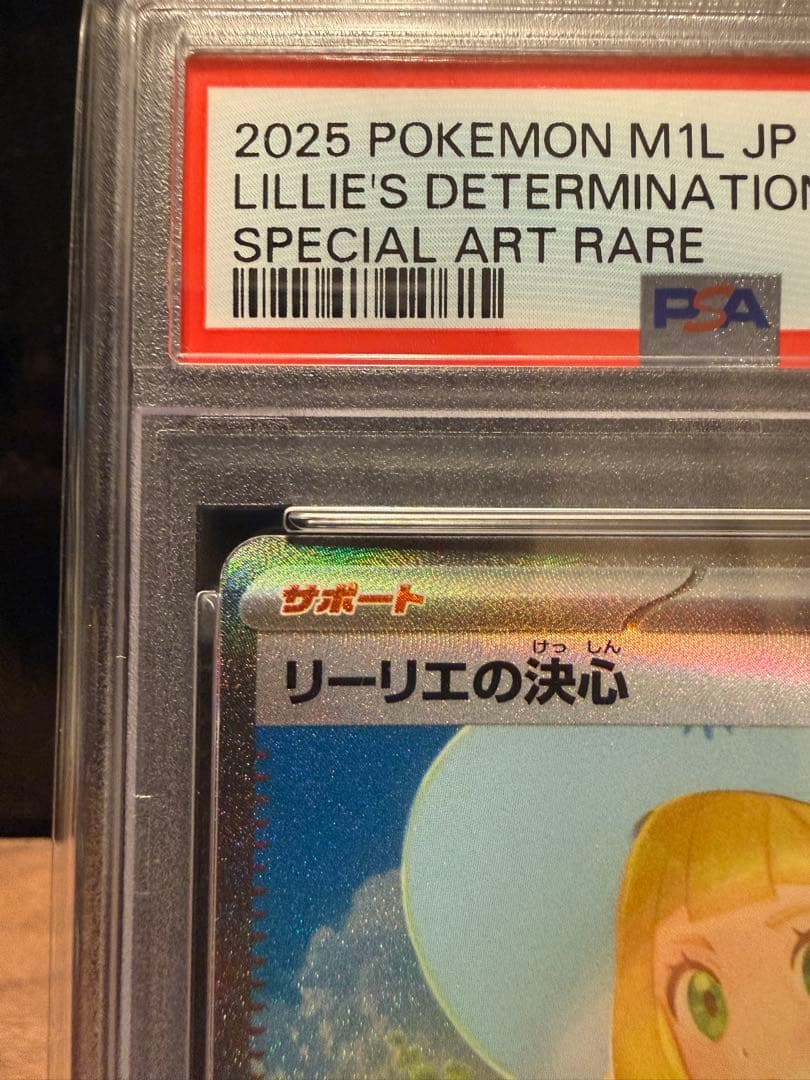 2025 POKEMON M1L JP
LILLIE'S DETERMINATION
SPECIAL ART RARE
PSA
サポート
けっしん
リーリエの決心